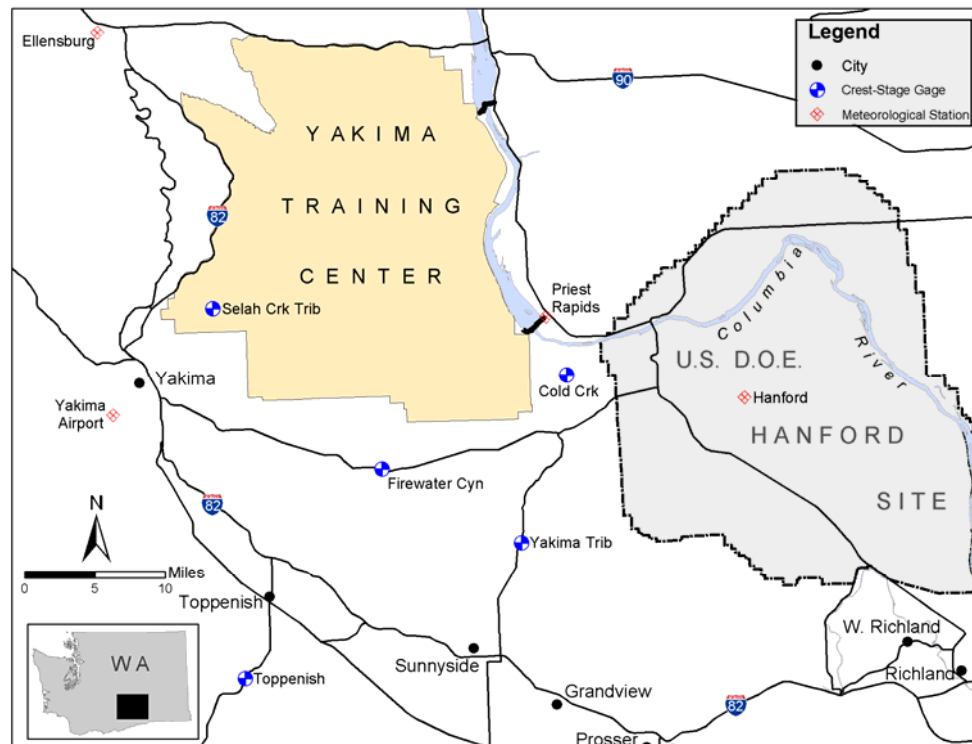 Ellensburg
90
Legend
City
Crest-Stage Gage
Meteorological Station
YAKIMA
TRAINING
CENTER
82
Selah Crk Trib
Priest
Rapids
Columbia
River
U.S. D.O.E.
Hanford
HANFORD
SITE
Cold Crk
Yakima
Yakima
Airport
Firewater Cyn
82
N
Yakima Trib
Miles
0 5 10
Toppenish
WA
Toppenish
Sunnyside
W. Richland
Richland
Grandview
82
Prosser